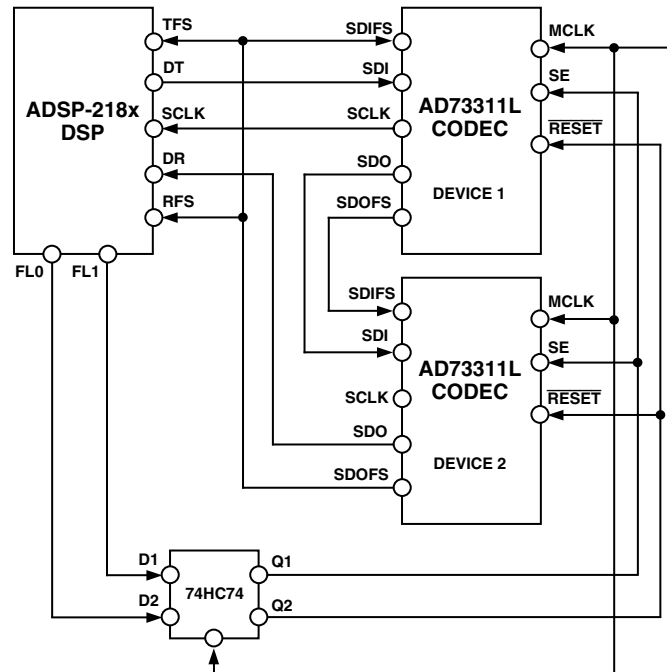 TFS
DT
SCLK
DR
RFS
ADSP-218x
DSP
FL0
FL1
SDIFS
SDI
SCLK
SDO
SDOFS
AD73311L
CODEC
DEVICE 1
MCLK
SE
RESET
SDIFS
SDI
SCLK
SDO
SDOFS
AD73311L
CODEC
DEVICE 2
MCLK
SE
RESET
D1
D2
74HC74
Q1
Q2